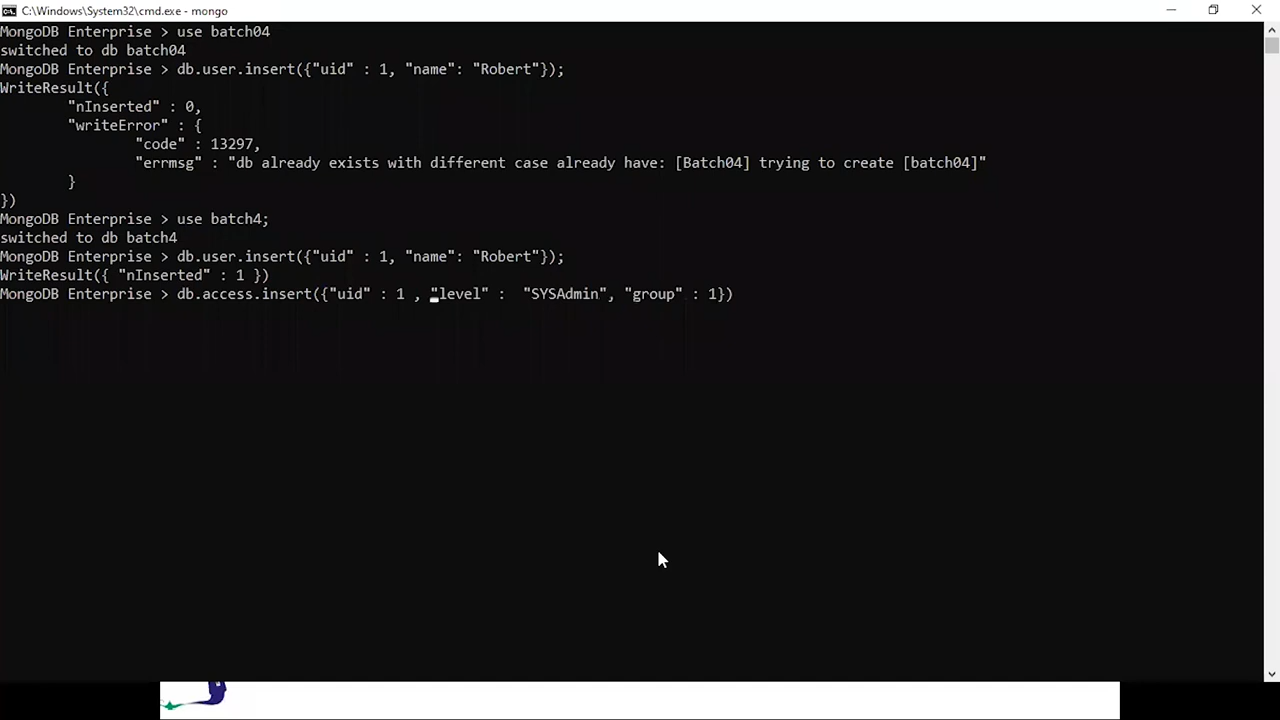 C:\Windows\System32\cmd.exe - mongo
MongoDB Enterprise > use batch04
switched to db batch04
MongoDB Enterprise > db.user.insert({"uid" : 1, "name": "Robert"});
WriteResult({
        "nInserted" : 0,
        "writeError" : {
                "code" : 13297,
                "errmsg" : "db already exists with different case already have: [Batch04] trying to create [batch04]"
        }
})
MongoDB Enterprise > use batch4;
switched to db batch4
MongoDB Enterprise > db.user.insert({"uid" : 1, "name": "Robert"});
WriteResult({ "nInserted" : 1 })
MongoDB Enterprise > db.access.insert({"uid" : 1 , "level" :  "SYSAdmin", "group" : 1})